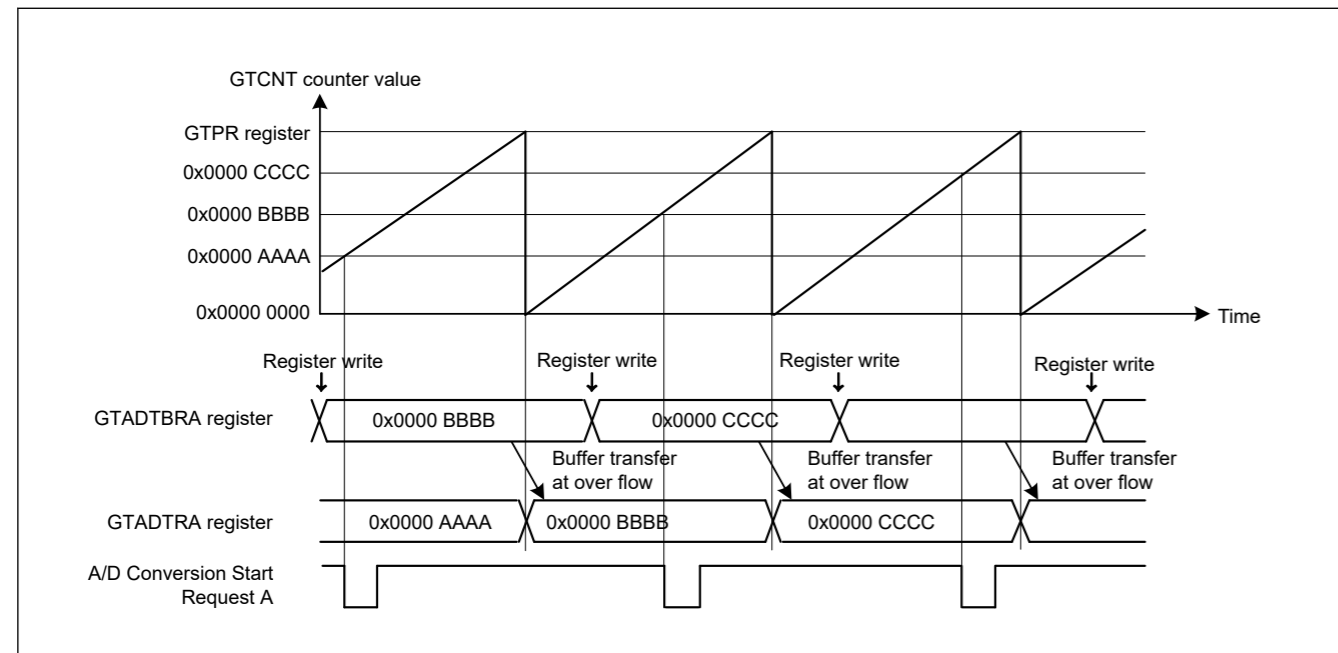 GTCNT counter value
GTPR register
0x0000 CCCC
0x0000 BBBB
0x0000 AAAA
0x0000 0000
Time
Register write
Register write
Register write
Register write
GTADTBRA register
0x0000 BBBB
0x0000 CCCC
Buffer transfer
at over flow
Buffer transfer
at over flow
Buffer transfer
at over flow
GTADTRA register
0x0000 AAAA
0x0000 BBBB
0x0000 CCCC
A/D Conversion Start
Request A